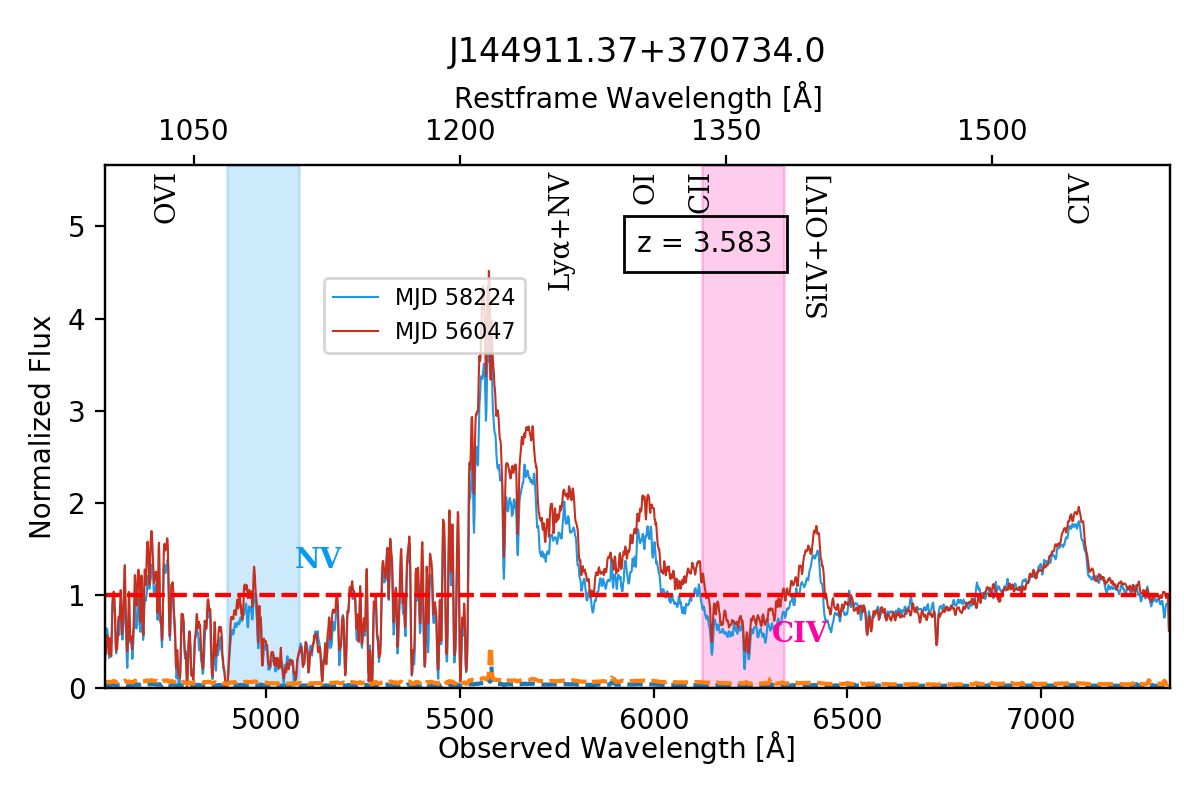 J144911.37+370734.0
Restframe Wavelength [Å]
1050 1200 1350 1500
OVI
Lyα+NV
OI
CII
SiIV+OIV]
CIV
z = 3.583
MJD 58224
MJD 56047
NV
CIV
Normalized Flux
5
4
3
2
1
0
5000 5500 6000 6500 7000
Observed Wavelength [Å]